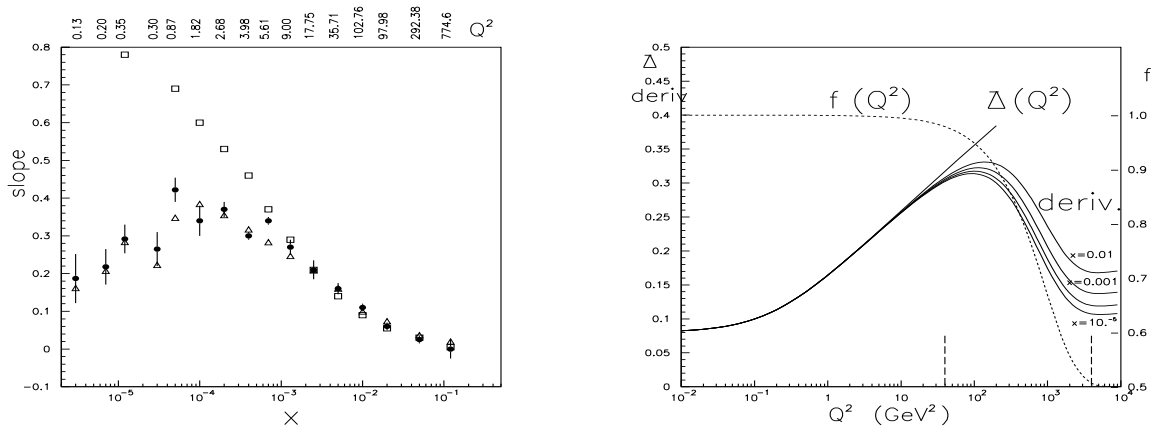 0.13 0.20 0.35 0.30 0.87 1.82 2.68 3.98 5.61 9.00 17.75 35.71 102.76 97.98 292.38 774.6 Q²
0.8
0.7
0.6
0.5
0.4
0.3
0.2
0.1
0
-0.1
slope
10⁻⁵ 10⁻⁴ 10⁻³ 10⁻² 10⁻¹
x
0.5
0.45
0.4
0.35
0.3
0.25
0.2
0.15
0.1
0.05
0
Δ̄
deriv
f (Q²)
Δ̄ (Q²)
deriv.
x=0.01
x=0.001
x=10.⁻⁵
f
1.0
0.9
0.8
0.7
0.6
0.5
10⁻² 10⁻¹ 1 10 10² 10³ 10⁴
Q² (GeV²)